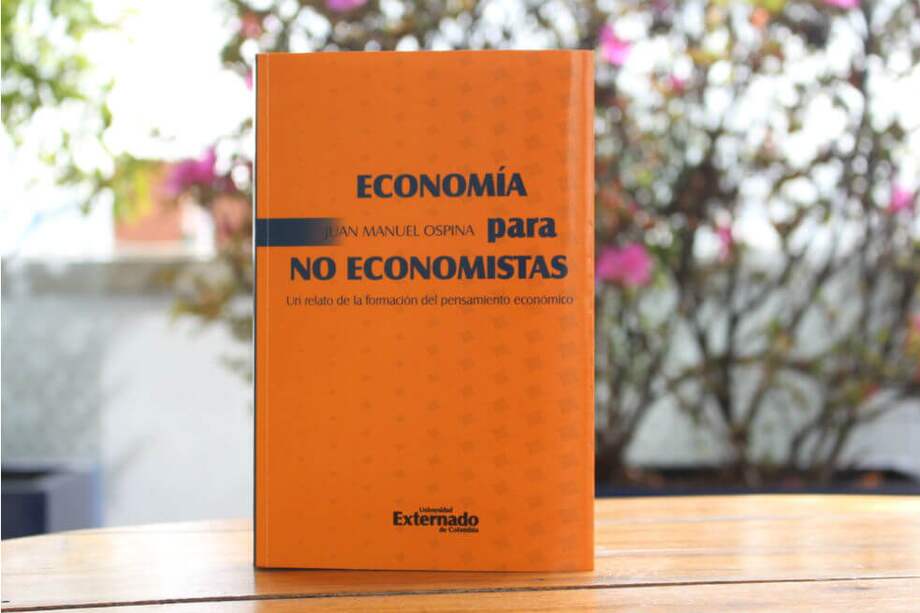 ECONOMÍA
JUAN MANUEL OSPINA para
NO ECONOMISTAS
Un relato de la formación del pensamiento económico
Universidad
Externado
de Colombia